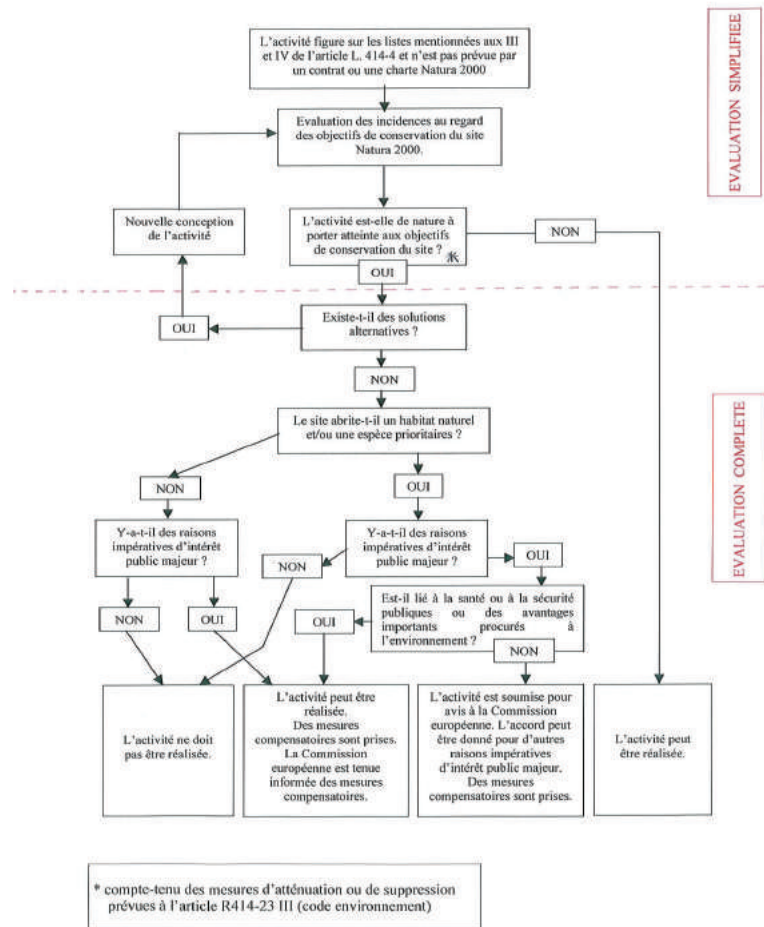 L'activité figure sur les listes mentionnées aux III
et IV de l'article L. 414-4 et n'est pas prévue par
un contrat ou une charte Natura 2000
EVALUATION SIMPLIFIEE
Evaluation des incidences au regard
des objectifs de conservation du site
Natura 2000.
Nouvelle conception
de l'activité
L'activité est-elle de nature à
porter atteinte aux objectifs
de conservation du site ? *
NON
OUI
OUI
Existe-t-il des solutions
alternatives ?
NON
Le site abrite-t-il un habitat naturel
et/ou une espèce prioritaires ?
EVALUATION COMPLETE
NON
OUI
Y-a-t-il des raisons
impératives d'intérêt
public majeur ?
NON
Y-a-t-il des raisons
impératives d'intérêt
public majeur ?
OUI
NON
OUI
OUI
Est-il lié à la santé ou à la sécurité
publiques ou des avantages
importants procurés à
l'environnement ?
NON
L'activité ne doit
pas être réalisée.
L'activité peut être
réalisée.
Des mesures
compensatoires sont prises.
La Commission
européenne est tenue
informée des mesures
compensatoires.
L'activité est soumise pour
avis à la Commission
européenne. L'accord peut
être donné pour d'autres
raisons impératives
d'intérêt public majeur.
Des mesures
compensatoires sont prises.
L'activité peut
être réalisée.
* compte-tenu des mesures d'atténuation ou de suppression
prévues à l'article R414-23 III (code environnement)